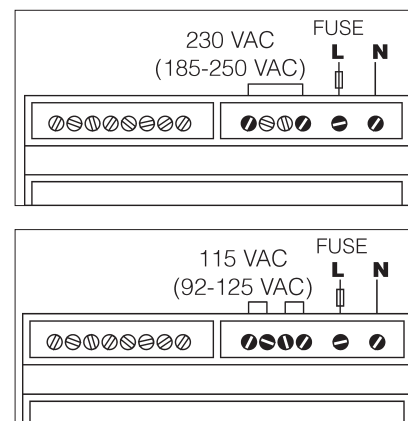 230 VAC
(185-250 VAC)
FUSE
L N
115 VAC
(92-125 VAC)
FUSE
L N